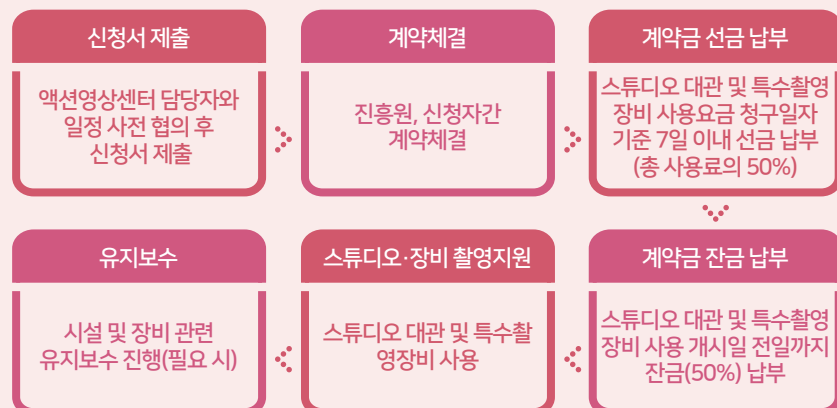 신청서 제출
액션영상센터 담당자와
일정 사전 협의 후
신청서 제출
계약체결
진흥원, 신청자간
계약체결
계약금 선금 납부
스튜디오 대관 및 특수촬영
장비 사용요금 청구일자
기준 7일 이내 선금 납부
(총 사용료의 50%)
계약금 잔금 납부
스튜디오 대관 및 특수촬영
장비 사용 개시일 전일까지
잔금(50%) 납부
스튜디오·장비 촬영지원
스튜디오 대관 및 특수촬
영장비 사용
유지보수
시설 및 장비 관련
유지보수 진행(필요 시)